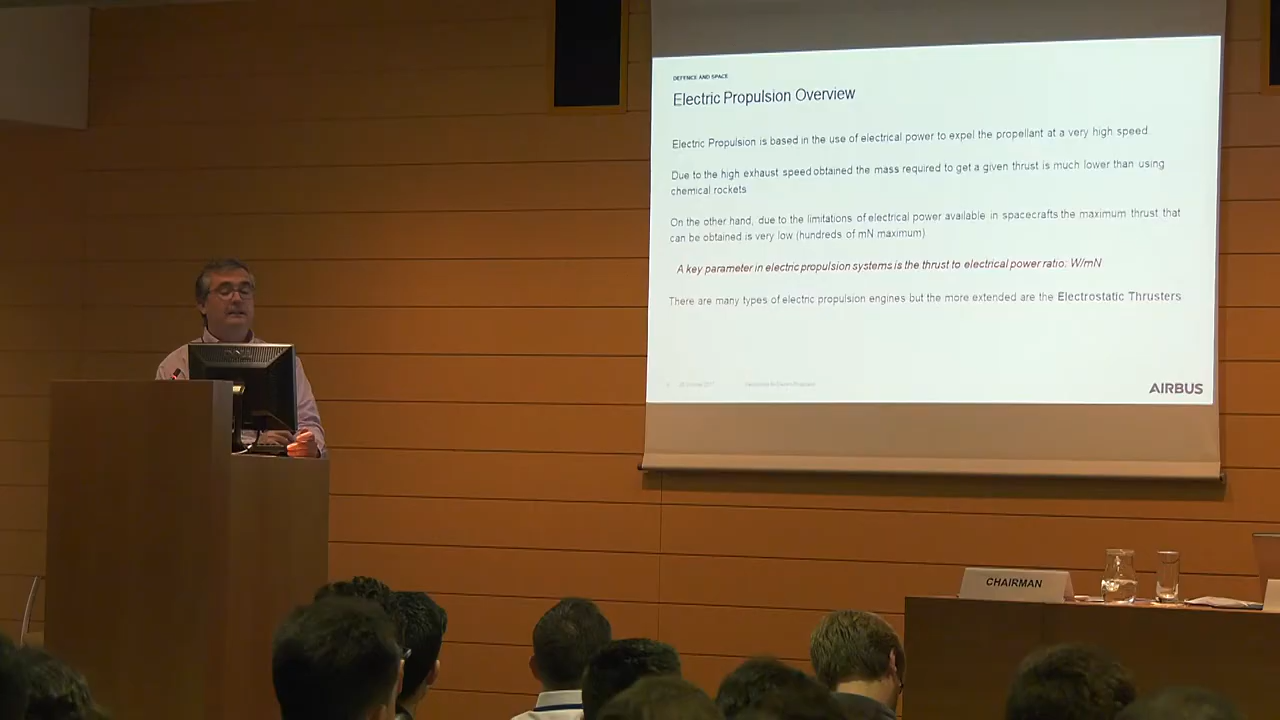 DEFENCE AND SPACE
Electric Propulsion Overview
Electric Propulsion is based in the use of electrical power to expel the propellant at a very high speed
Due to the high exhaust speed obtained the mass required to get a given thrust is much lower than using
chemical rockets
On the other hand, due to the limitations of electrical power available in spacecrafts the maximum thrust that
can be obtained is very low (hundreds of mN maximum)
A key parameter in electric propulsion systems is the thrust to electrical power ratio: W/mN
There are many types of electric propulsion engines but the more extended are the Electrostatic Thrusters
AIRBUS
CHAIRMAN